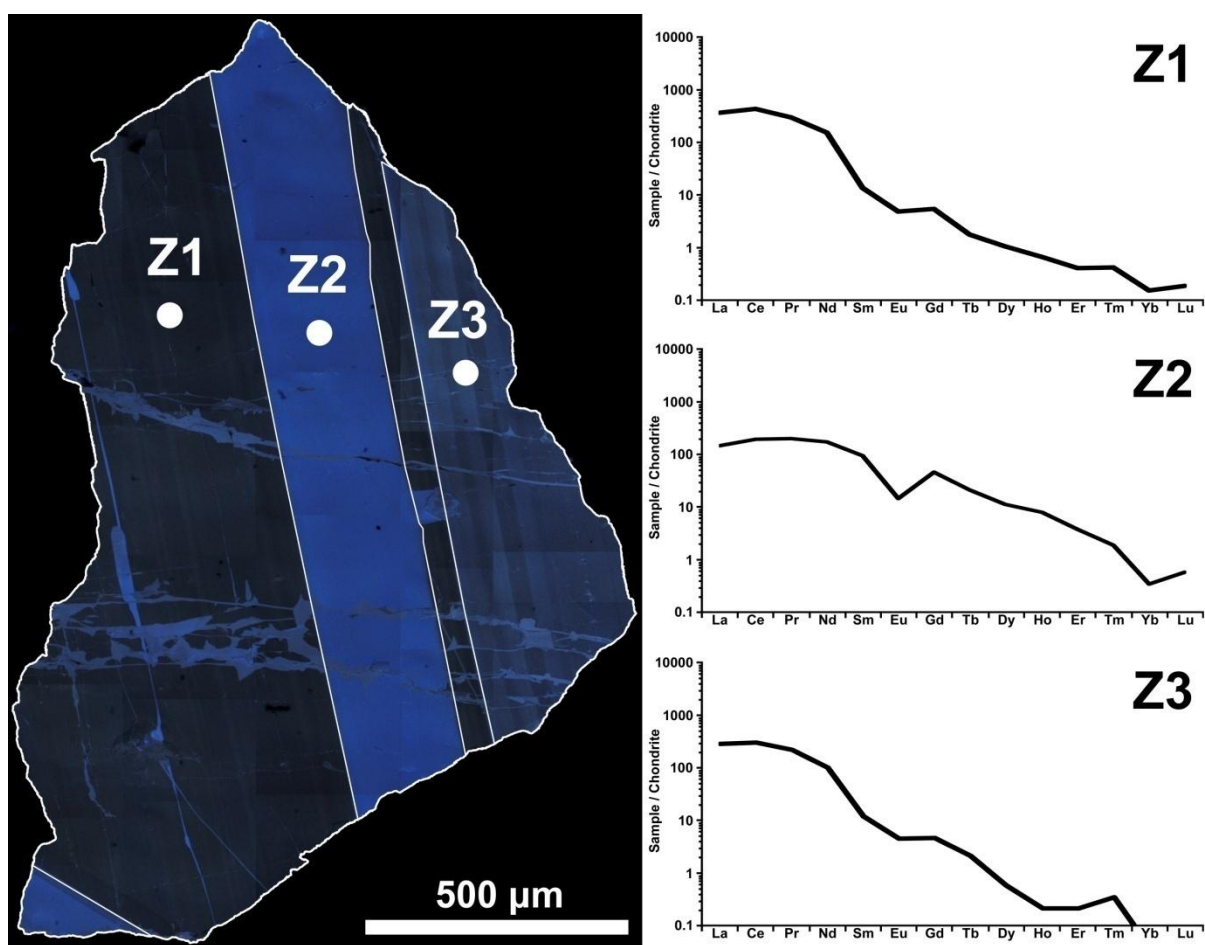 Z1
Z2
Z3
500 µm
Z1
Sample / Chondrite
10000
1000
100
10
1
0.1
La Ce Pr Nd Sm Eu Gd Tb Dy Ho Er Tm Yb Lu
Z2
Sample / Chondrite
10000
1000
100
10
1
0.1
La Ce Pr Nd Sm Eu Gd Tb Dy Ho Er Tm Yb Lu
Z3
Sample / Chondrite
10000
1000
100
10
1
0.1
La Ce Pr Nd Sm Eu Gd Tb Dy Ho Er Tm Yb Lu